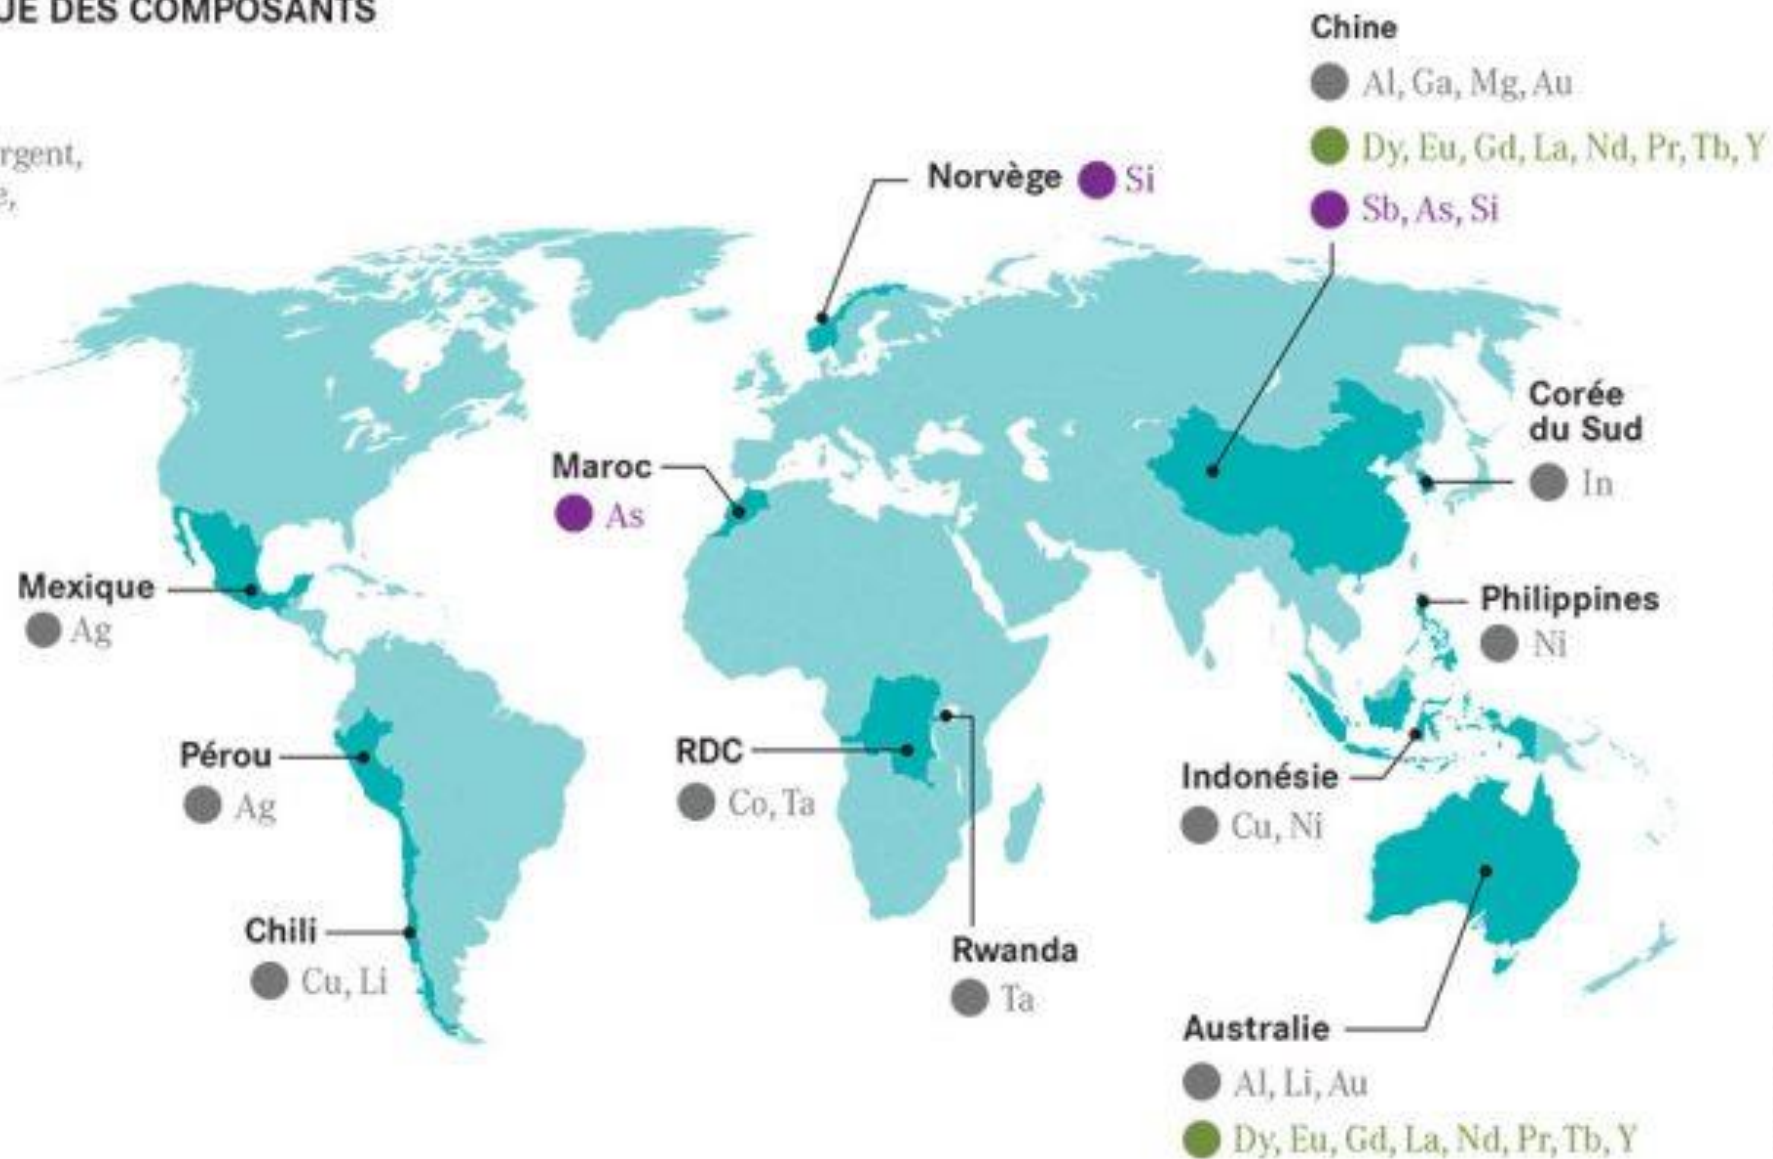 DES COMPOSANTS
Chine
Al, Ga, Mg, Au
Dy, Eu, Gd, La, Nd, Pr, Tb, Y
Sb, As, Si
Norvège
Si
Corée
du Sud
In
Maroc
As
Mexique
Ag
Philippines
Ni
Pérou
Ag
RDC
Co, Ta
Indonésie
Cu, Ni
Chili
Cu, Li
Rwanda
Ta
Australie
Al, Li, Au
Dy, Eu, Gd, La, Nd, Pr, Tb, Y